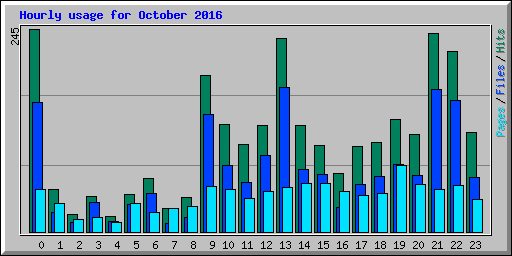 Hourly usage for October 2016
245
Pages/Files/Hits
0 1 2 3 4 5 6 7 8 9 10 11 12 13 14 15 16 17 18 19 20 21 22 23